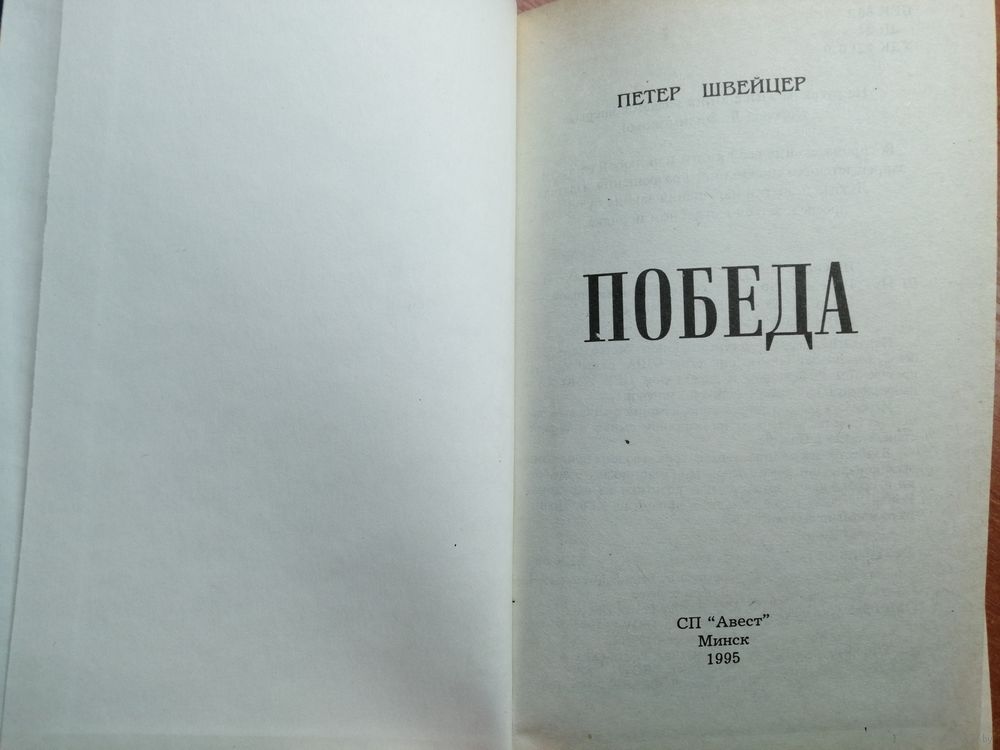 ПЕТЕР ШВЕЙЦЕР
ПОБЕДА
СП "Авест"
Минск
1995